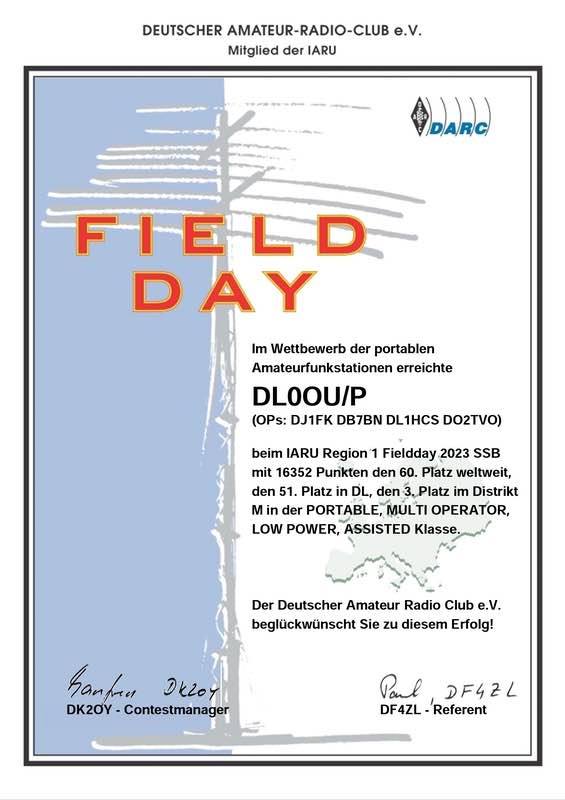 DEUTSCHER AMATEUR-RADIO-CLUB e.V.
Mitglied der IARU
DARC
FIELD
DAY
Im Wettbewerb der portablen
Amateurfunkstationen erreichte
DL0OU/P
(OPs: DJ1FK DB7BN DL1HCS DO2TVO)
beim IARU Region 1 Fieldday 2023 SSB
mit 16352 Punkten den 60. Platz weltweit,
den 51. Platz in DL, den 3. Platz im Distrikt
M in der PORTABLE, MULTI OPERATOR,
LOW POWER, ASSISTED Klasse.
Der Deutscher Amateur Radio Club e.V.
beglückwünscht Sie zu diesem Erfolg!
Manfred DK2OY
Paul, DF4ZL
DK2OY - Contestmanager
DF4ZL - Referent